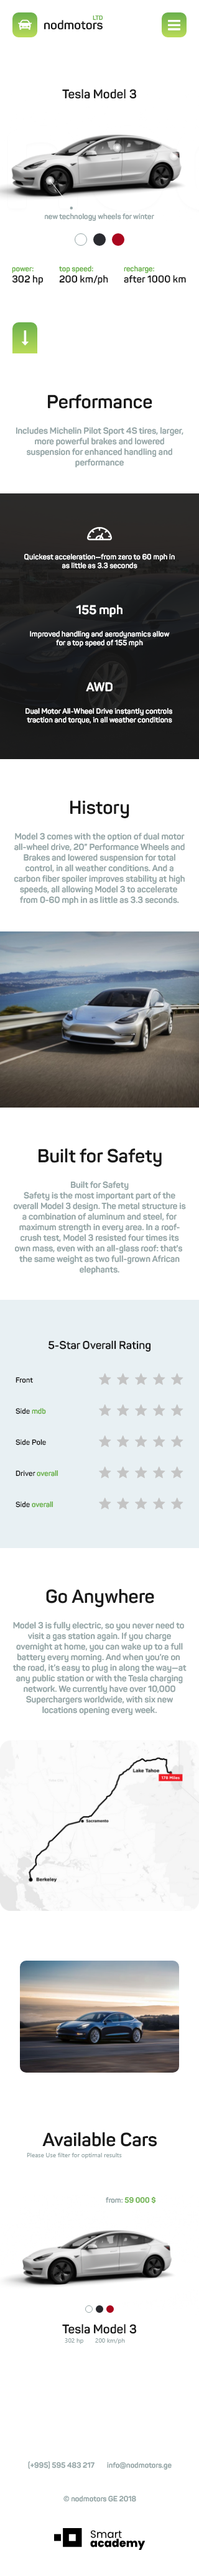 LTD
nodmotors
Tesla Model 3
new technology wheels for winter
power: top speed: recharge:
302 hp 200 km/ph after 1000 km
Performance
Includes Michelin Pilot Sport 4S tires, larger,
more powerful brakes and lowered
suspension for enhanced handling and
performance
Quickest acceleration—from zero to 60 mph in
as little as 3.3 seconds
155 mph
Improved handling and aerodynamics allow
for a top speed of 155 mph
AWD
Dual Motor All-Wheel Drive instantly controls
traction and torque, in all weather conditions
History
Model 3 comes with the option of dual motor
all-wheel drive, 20” Performance Wheels and
Brakes and lowered suspension for total
control, in all weather conditions. And a
carbon fiber spoiler improves stability at high
speeds, all allowing Model 3 to accelerate
from 0-60 mph in as little as 3.3 seconds.
Built for Safety
Built for Safety
Safety is the most important part of the
overall Model 3 design. The metal structure is
a combination of aluminum and steel, for
maximum strength in every area. In a roof-
crush test, Model 3 resisted four times its
own mass, even with an all-glass roof: that's
the same weight as two full-grown African
elephants.
5-Star Overall Rating
Front
Side mdb
Side Pole
Driver overall
Side overall
Go Anywhere
Model 3 is fully electric, so you never need to
visit a gas station again. If you charge
overnight at home, you can wake up to a full
battery every morning. And when you’re on
the road, it’s easy to plug in along the way—at
any public station or with the Tesla charging
network. We currently have over 10,000
Superchargers worldwide, with six new
locations opening every week.
Lake Tahoe
176 Miles
Sacramento
Berkeley
Available Cars
Please Use filter for optimal results
from: 59 000 $
Tesla Model 3
302 hp 200 km/ph
(+995) 595 483 217 info@nodmotors.ge
© nodmotors GE 2018
Smart
academy